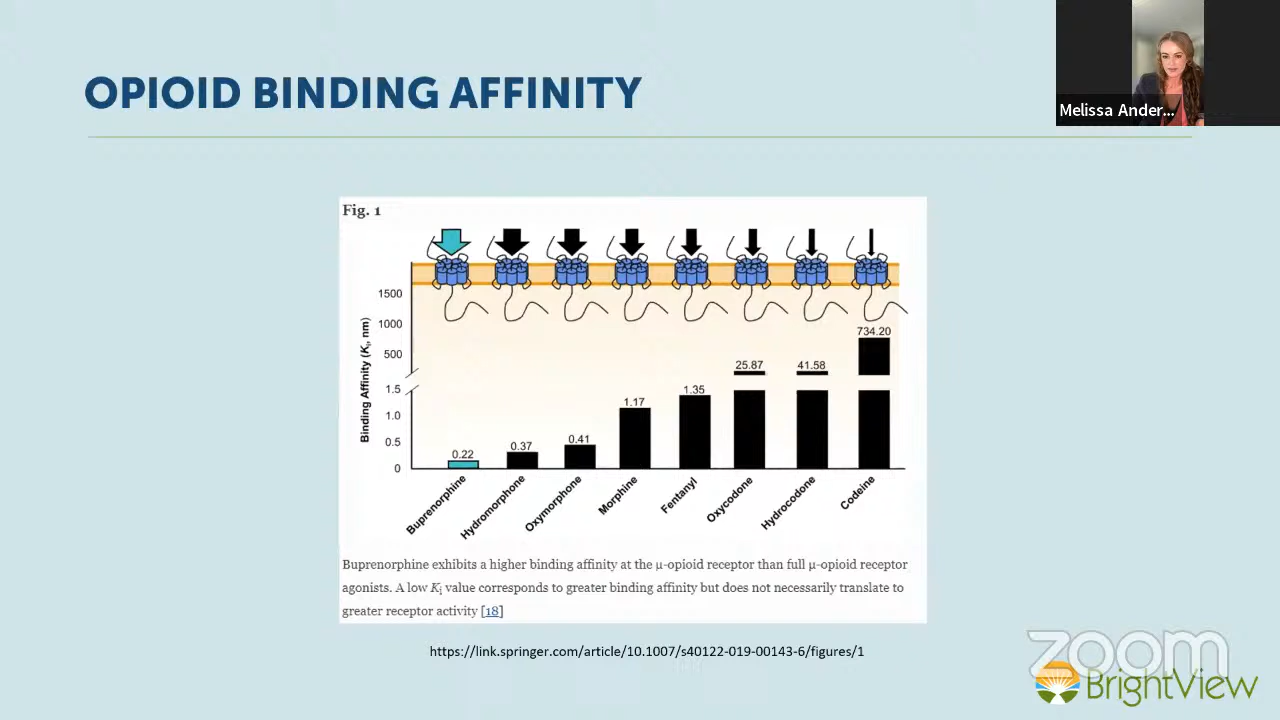 OPIOID BINDING AFFINITY
Melissa Ander...
Fig. 1
Binding Affinity (Ki, nm)
1500
1000
500
1.5
1.0
0.5
0
0.22
0.37
0.41
1.17
1.35
25.87
41.58
734.20
Buprenorphine
Hydromorphone
Oxymorphone
Morphine
Fentanyl
Oxycodone
Hydrocodone
Codeine
Buprenorphine exhibits a higher binding affinity at the μ-opioid receptor than full μ-opioid receptor
agonists. A low Ki value corresponds to greater binding affinity but does not necessarily translate to
greater receptor activity [18]
https://link.springer.com/article/10.1007/s40122-019-00143-6/figures/1
zoom
BrightView